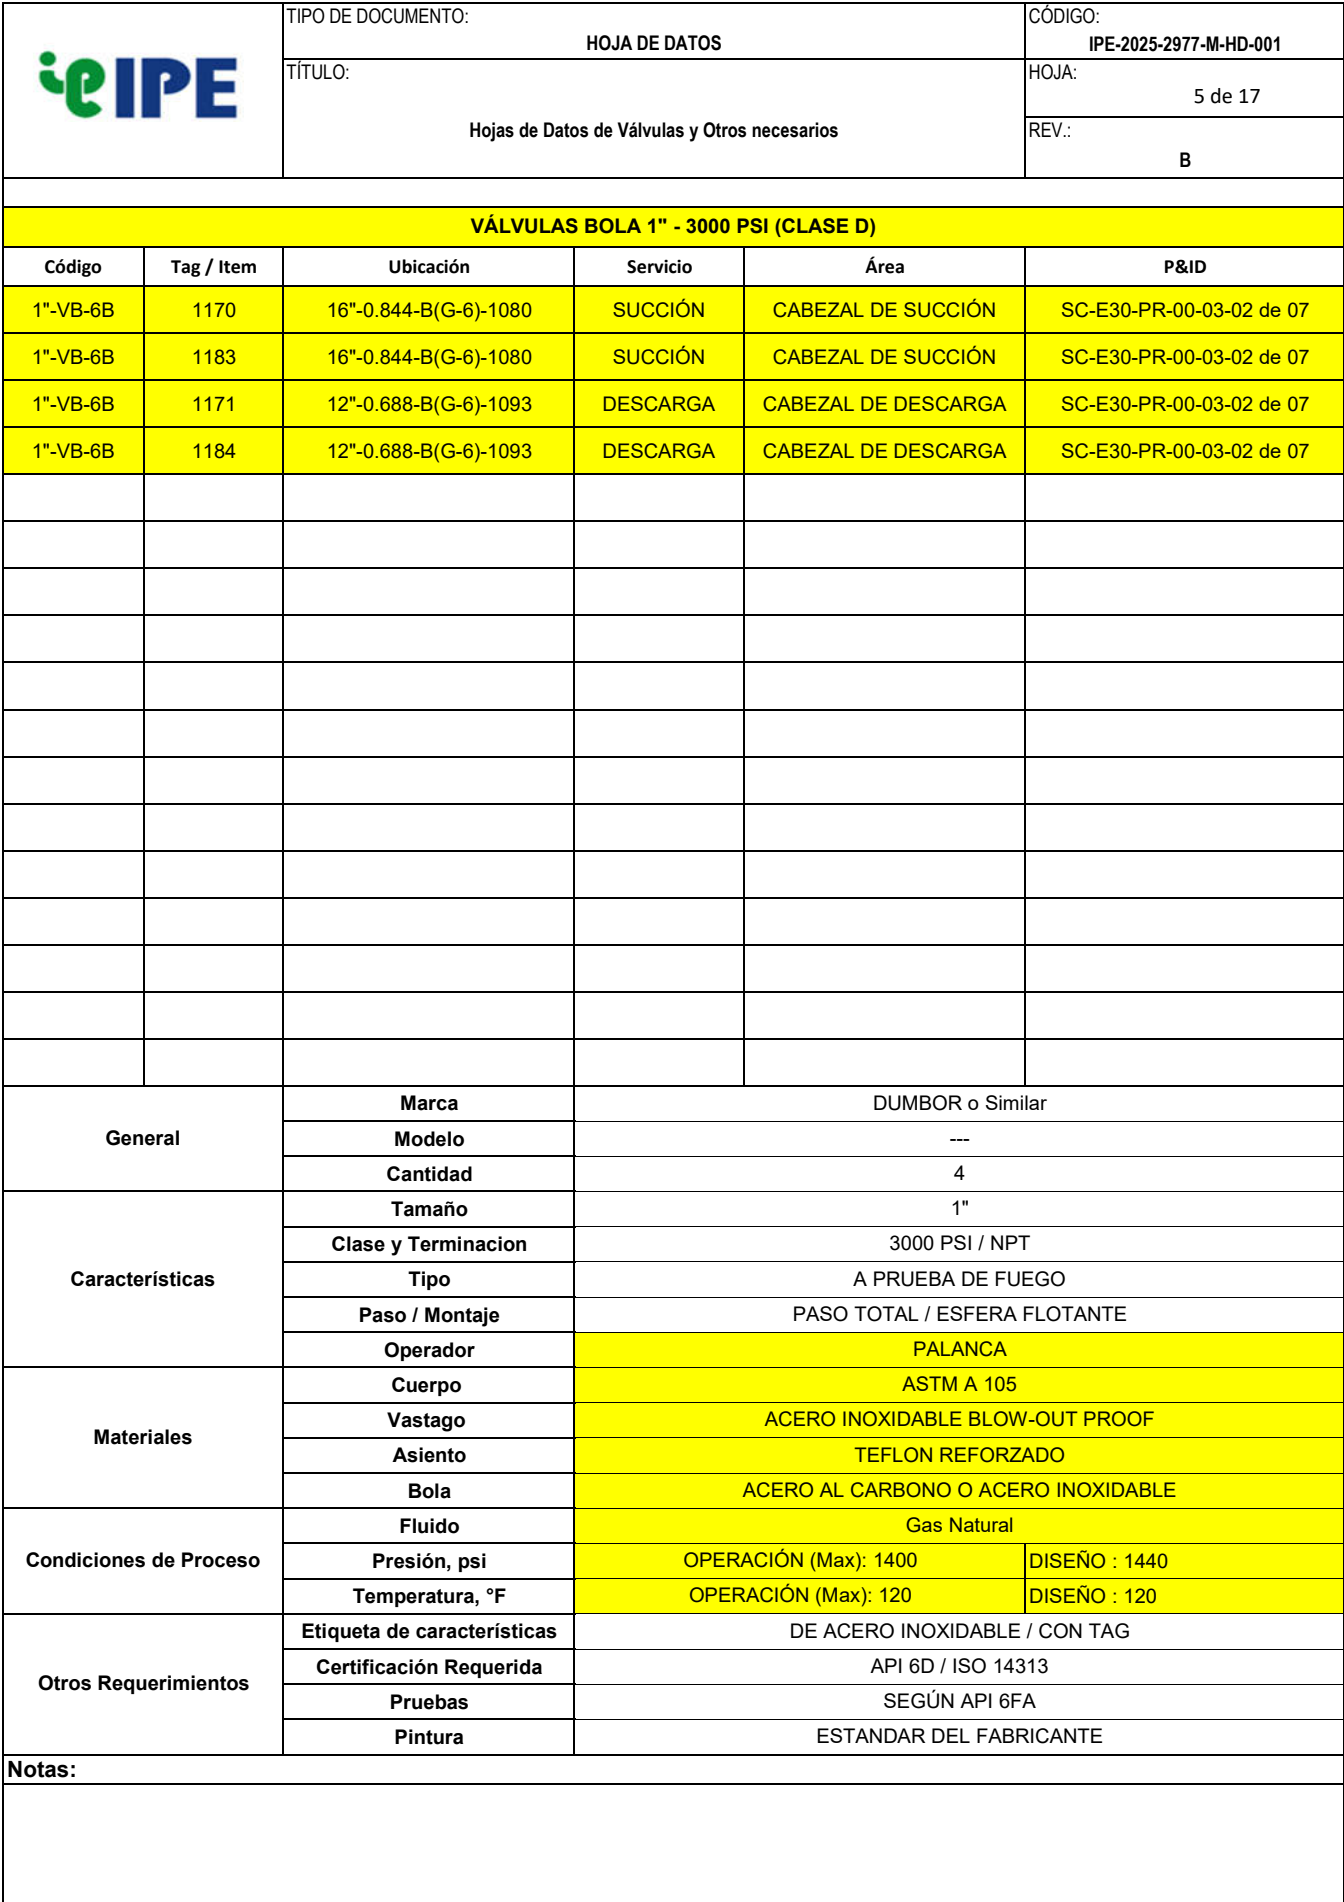 IPE
TIPO DE DOCUMENTO:
HOJA DE DATOS
CÓDIGO:
IPE-2025-2977-M-HD-001
TÍTULO:
Hojas de Datos de Válvulas y Otros necesarios
HOJA:
5 de 17
REV.:
B
VÁLVULAS BOLA 1" - 3000 PSI (CLASE D)
Código Tag / Item Ubicación Servicio Área P&ID
1"-VB-6B 1170 16"-0.844-B(G-6)-1080 SUCCIÓN CABEZAL DE SUCCIÓN SC-E30-PR-00-03-02 de 07
1"-VB-6B 1183 16"-0.844-B(G-6)-1080 SUCCIÓN CABEZAL DE SUCCIÓN SC-E30-PR-00-03-02 de 07
1"-VB-6B 1171 12"-0.688-B(G-6)-1093 DESCARGA CABEZAL DE DESCARGA SC-E30-PR-00-03-02 de 07
1"-VB-6B 1184 12"-0.688-B(G-6)-1093 DESCARGA CABEZAL DE DESCARGA SC-E30-PR-00-03-02 de 07
General
Marca DUMBOR o Similar
Modelo ---
Cantidad 4
Características
Tamaño 1"
Clase y Terminacion 3000 PSI / NPT
Tipo A PRUEBA DE FUEGO
Paso / Montaje PASO TOTAL / ESFERA FLOTANTE
Operador PALANCA
Materiales
Cuerpo ASTM A 105
Vastago ACERO INOXIDABLE BLOW-OUT PROOF
Asiento TEFLON REFORZADO
Bola ACERO AL CARBONO O ACERO INOXIDABLE
Condiciones de Proceso
Fluido Gas Natural
Presión, psi OPERACIÓN (Max): 1400 DISEÑO : 1440
Temperatura, °F OPERACIÓN (Max): 120 DISEÑO : 120
Otros Requerimientos
Etiqueta de características DE ACERO INOXIDABLE / CON TAG
Certificación Requerida API 6D / ISO 14313
Pruebas SEGÚN API 6FA
Pintura ESTANDAR DEL FABRICANTE
Notas: